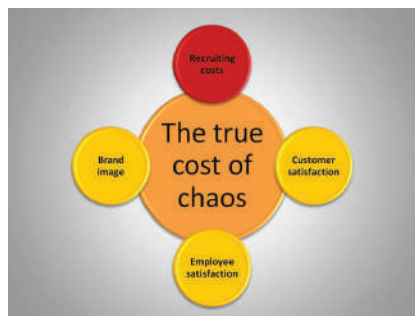 Recruiting
costs
The true
cost of
chaos
Brand
image
Customer
satisfaction
Employee
satisfaction